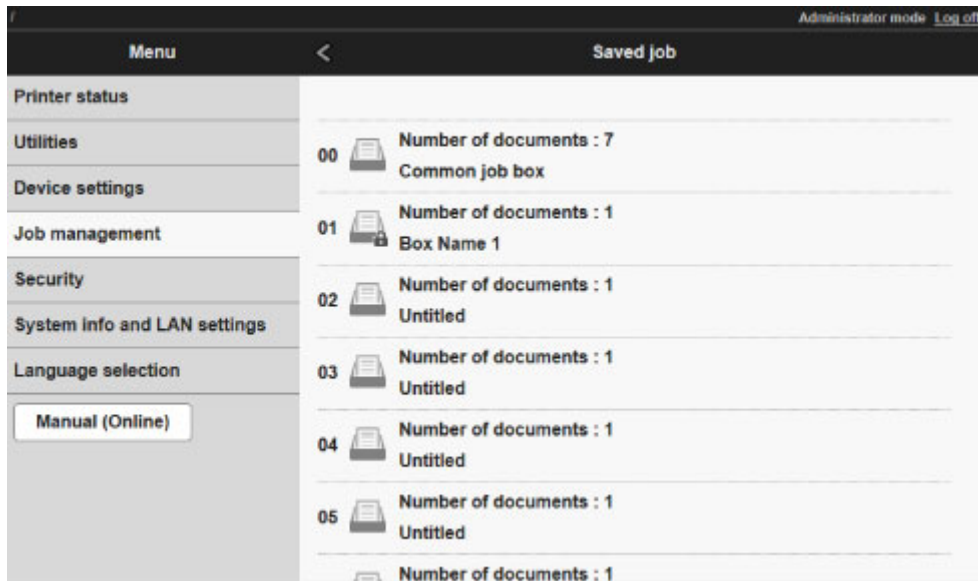 Administrator mode Log off
Menu
<
Saved job
Printer status
Utilities
Device settings
Job management
Security
System info and LAN settings
Language selection
Manual (Online)
Number of documents : 7
00
Common job box
Number of documents : 1
01
Box Name 1
Number of documents : 1
02
Untitled
Number of documents : 1
03
Untitled
Number of documents : 1
04
Untitled
Number of documents : 1
05
Untitled
Number of documents : 1